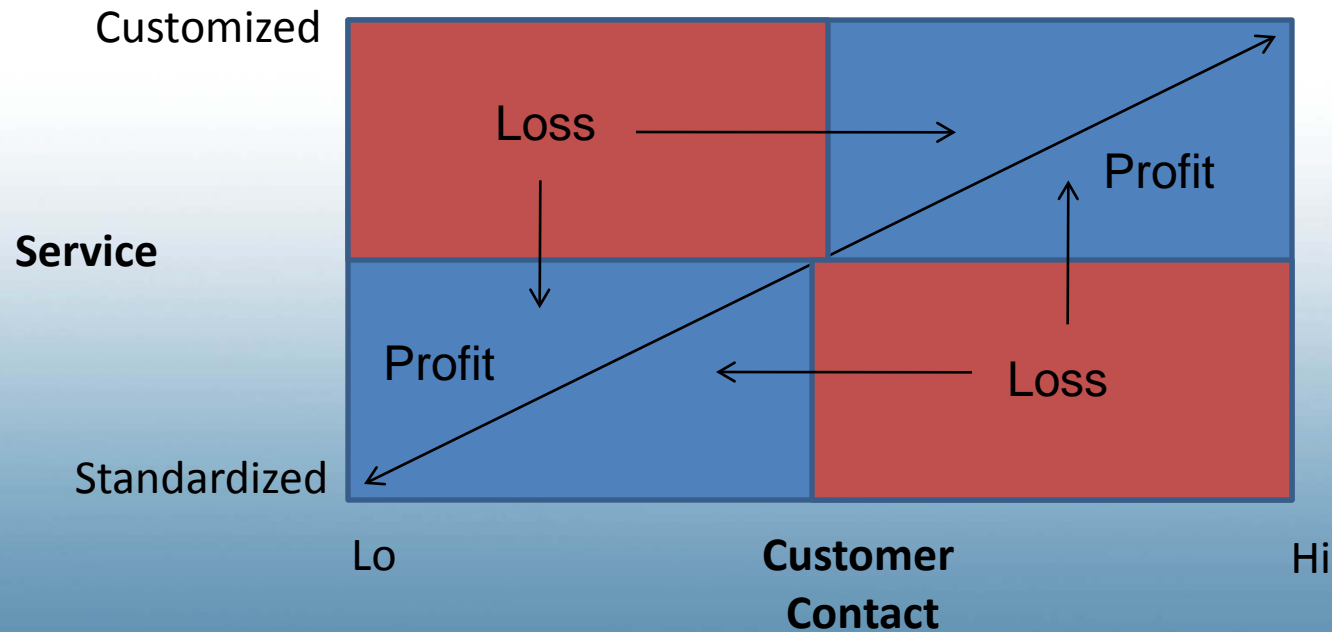 Customized
Loss
Profit
Service
Profit
Loss
Standardized
Lo
Customer
Contact
Hi